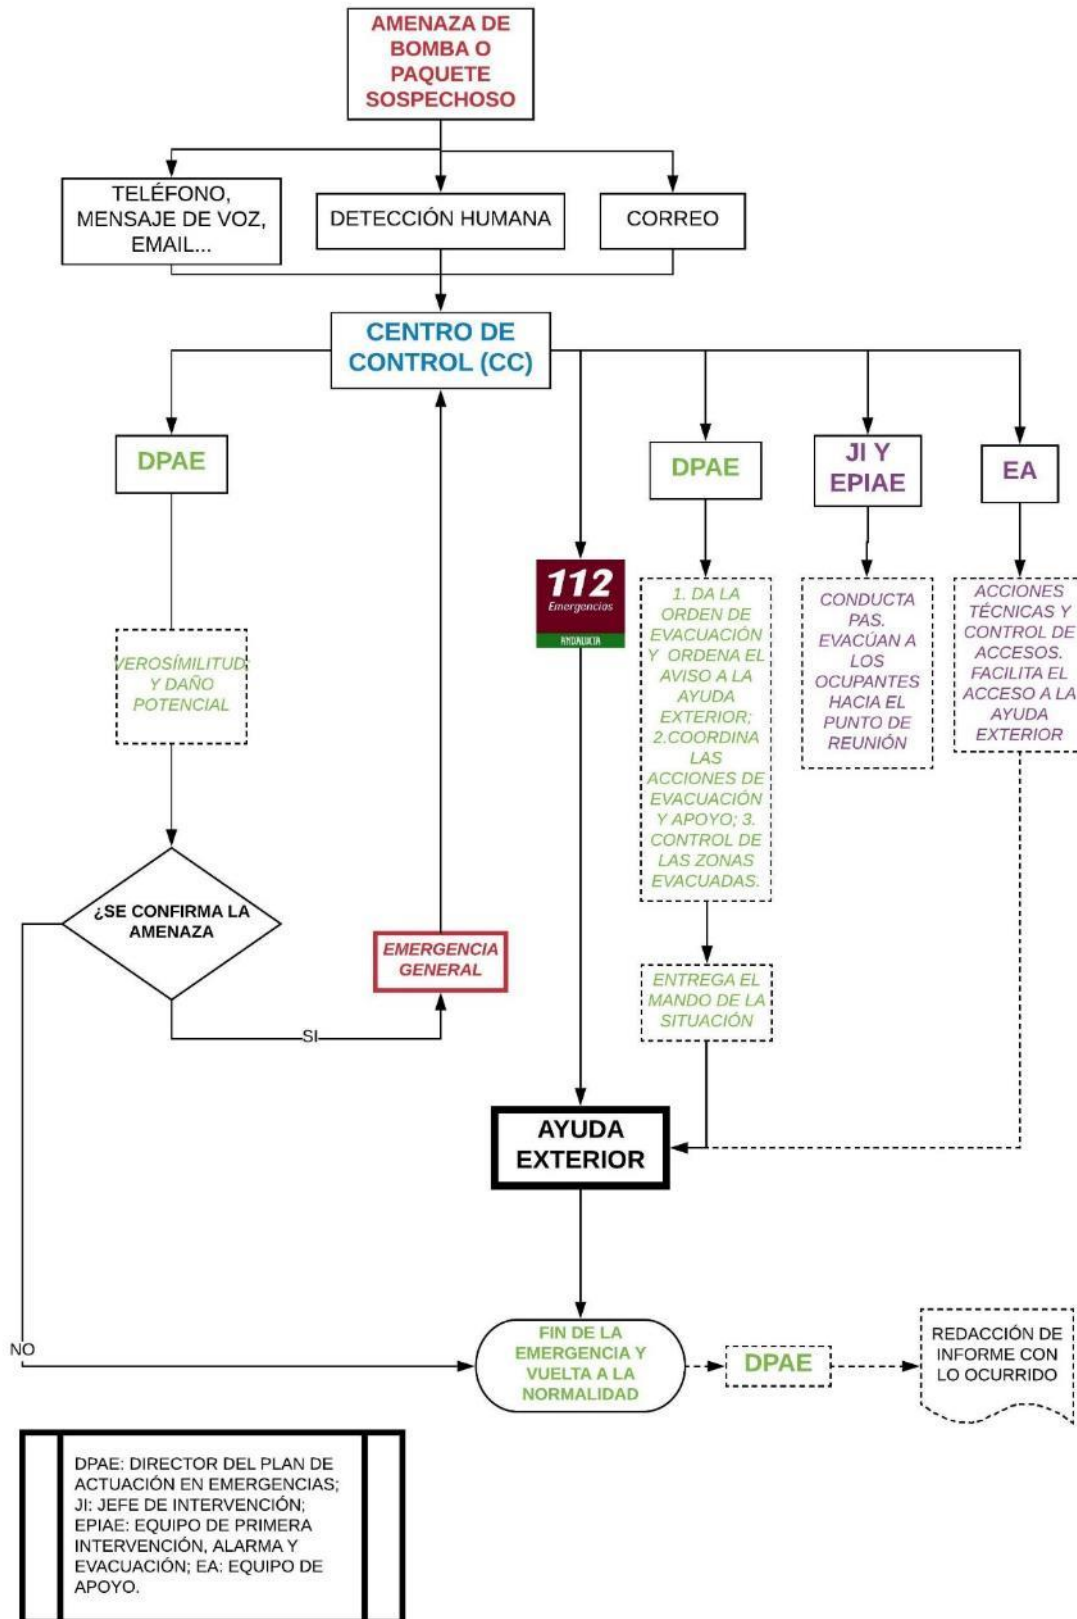 AMENAZA DE
BOMBA O
PAQUETE
SOSPECHOSO
TELÉFONO,
MENSAJE DE VOZ,
EMAIL...
DETECCIÓN HUMANA
CORREO
CENTRO DE
CONTROL (CC)
DPAE
DPAE
JI Y
EPIAE
EA
VEROSÍMILITUD
Y DAÑO
POTENCIAL
112
Emergencias
ANDALUCIA
1. DA LA
ORDEN DE
EVACUACIÓN
Y ORDENA EL
AVISO A LA
AYUDA
EXTERIOR;
2.COORDINA
LAS
ACCIONES DE
EVACUACIÓN
Y APOYO; 3.
CONTROL DE
LAS ZONAS
EVACUADAS.
CONDUCTA
PAS.
EVACÚAN A
LOS
OCUPANTES
HACIA EL
PUNTO DE
REUNIÓN
ACCIONES
TÉCNICAS Y
CONTROL DE
ACCESOS.
FACILITA EL
ACCESO A LA
AYUDA
EXTERIOR
¿SE CONFIRMA LA
AMENAZA
EMERGENCIA
GENERAL
SI
ENTREGA EL
MANDO DE LA
SITUACIÓN
AYUDA
EXTERIOR
NO
FIN DE LA
EMERGENCIA Y
VUELTA A LA
NORMALIDAD
DPAE
REDACCIÓN DE
INFORME CON
LO OCURRIDO
DPAE: DIRECTOR DEL PLAN DE
ACTUACIÓN EN EMERGENCIAS;
JI: JEFE DE INTERVENCIÓN;
EPIAE: EQUIPO DE PRIMERA
INTERVENCIÓN, ALARMA Y
EVACUACIÓN; EA: EQUIPO DE
APOYO.